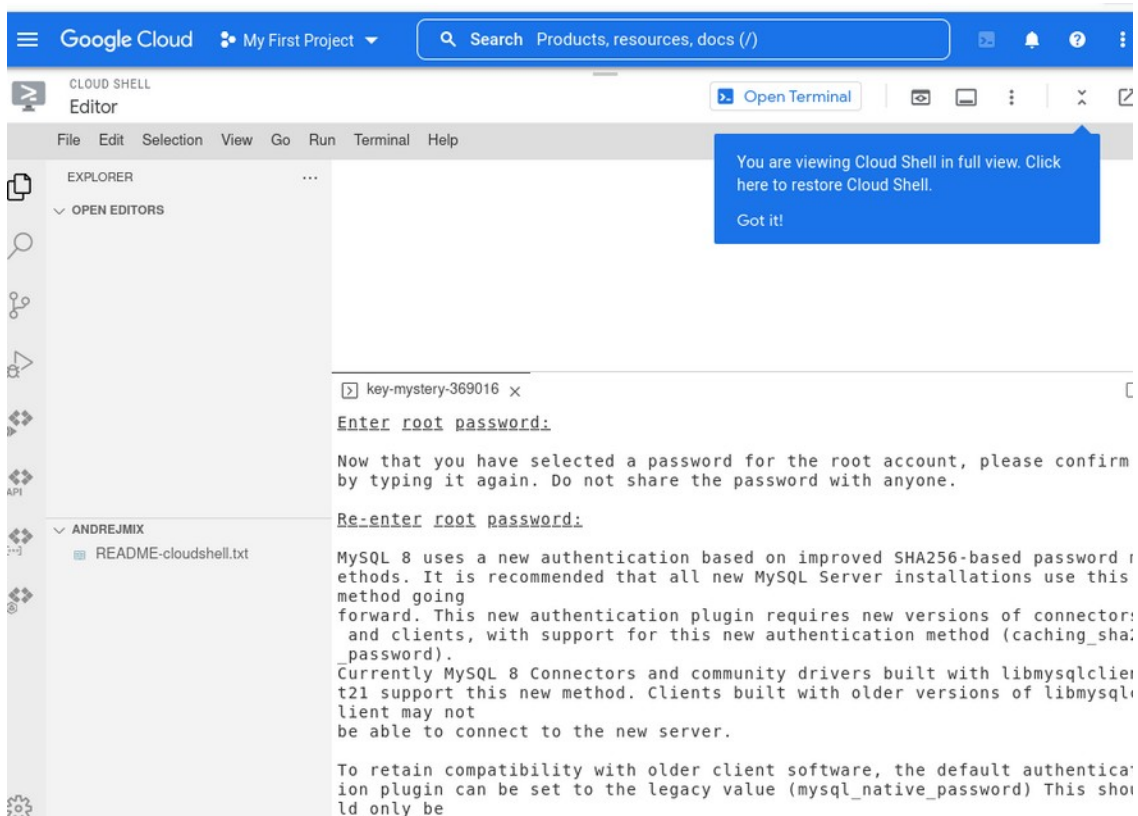 Google Cloud
My First Project
Search Products, resources, docs (/)
CLOUD SHELL
Editor
Open Terminal
File Edit Selection View Go Run Terminal Help
You are viewing Cloud Shell in full view. Click
here to restore Cloud Shell.
Got it!
EXPLORER
OPEN EDITORS
API
ANDREJMIX
README-cloudshell.txt
key-mystery-369016
Enter root password:
Now that you have selected a password for the root account, please confirm
by typing it again. Do not share the password with anyone.
Re-enter root password:
MySQL 8 uses a new authentication based on improved SHA256-based password m
ethods. It is recommended that all new MySQL Server installations use this
method going
forward. This new authentication plugin requires new versions of connectors
and clients, with support for this new authentication method (caching_sha2
_password).
Currently MySQL 8 Connectors and community drivers built with libmysqlclien
t21 support this new method. Clients built with older versions of libmysqlc
lient may not
be able to connect to the new server.
To retain compatibility with older client software, the default authenticat
ion plugin can be set to the legacy value (mysql_native_password) This shou
ld only be